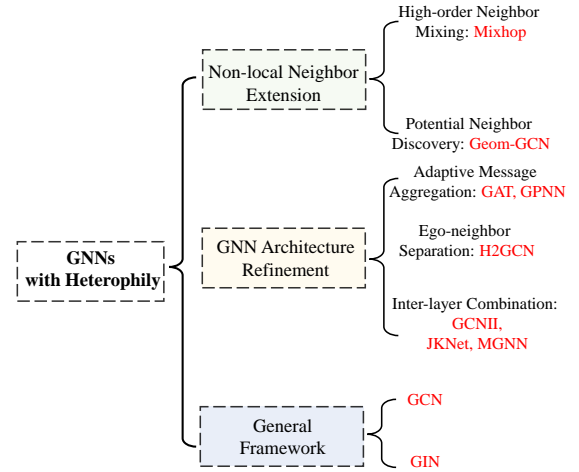 GNNs
with Heterophily
Non-local Neighbor
Extension
High-order Neighbor
Mixing: Mixhop
Potential Neighbor
Discovery: Geom-GCN
GNN Architecture
Refinement
Adaptive Message
Aggregation: GAT, GPNN
Ego-neighbor
Separation: H2GCN
Inter-layer Combination:
GCNII,
JKNet, MGNN
General
Framework
GCN
GIN